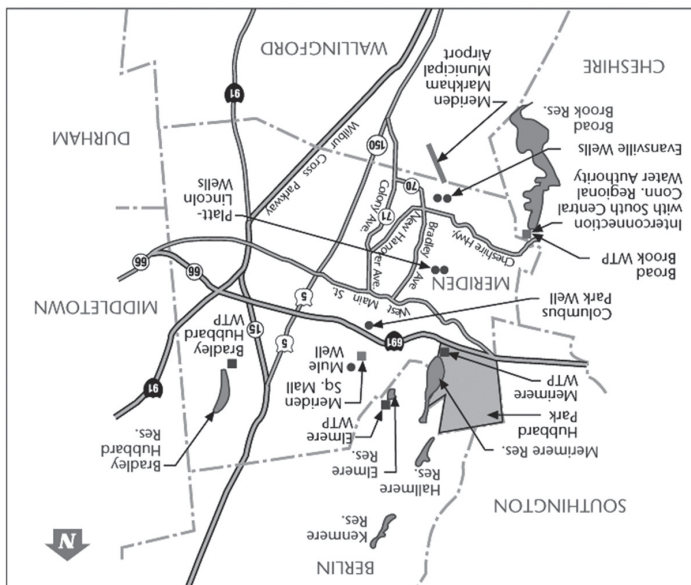 BERLIN
Kenmere
Res.
N
SOUTHINGTON
Hallmere
Res.
Elmere
Res.
Elmere
WTP
Meriden
Sq. Mall
Mule
Well
Bradley
Hubbard
Res.
Bradley
Hubbard
WTP
Merimere Res.
Hubbard
Park
Merimere
WTP
91
691
5
15
MIDDLETOWN
66
66
Columbus
Park Well
MERIDEN
West
Main
St.
5
Broad
Brook WTP
Interconnection
with South Central
Conn. Regional
Water Authority
Cheshire Hwy.
Bradley
Ave
New Hanover Ave.
71
70
Colony Ave.
Platt-
Lincoln
Wells
Evansville Wells
Broad
Brook Res.
Meriden
Markham
Municipal
Airport
150
Wilbur
Cross
Parkway
DURHAM
91
CHESHIRE
WALLINGFORD